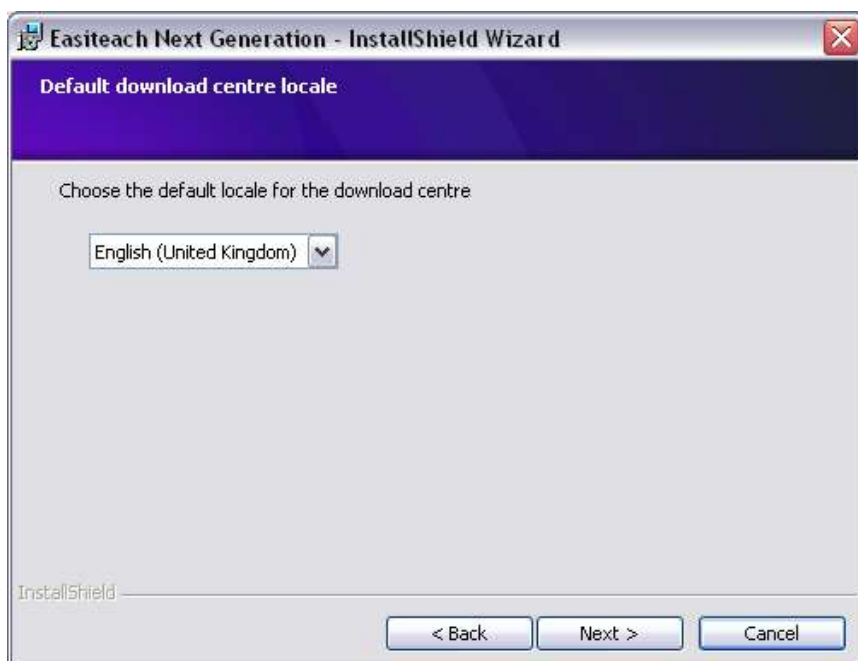 Easiteach Next Generation - InstallShield Wizard
Default download centre locale
Choose the default locale for the download centre
English (United Kingdom)
InstallShield
< Back Next > Cancel